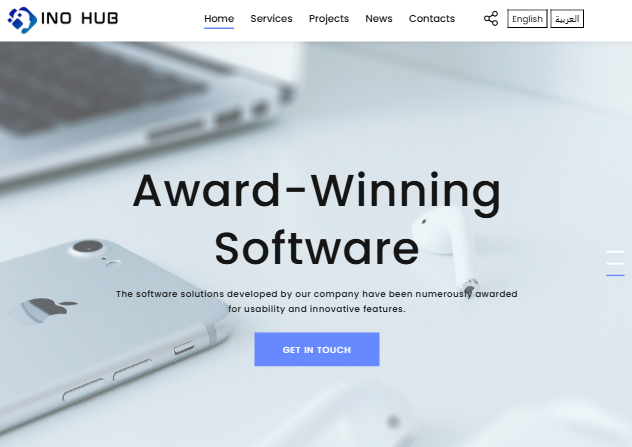 INO HUB
Home Services Projects News Contacts
English العربية
Award-Winning
Software
The software solutions developed by our company have been numerously awarded
for usability and innovative features.
GET IN TOUCH